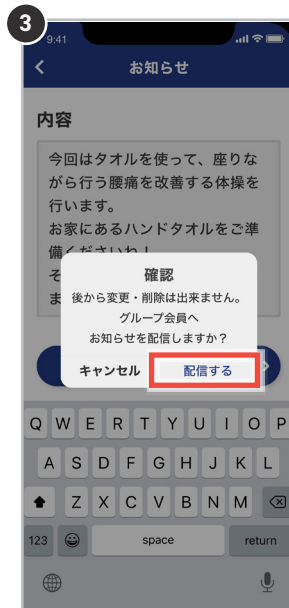 3
9:41
お知らせ
内容
今回はタオルを使って、座りな
がら行う腰痛を改善する体操を
行います。
お家にあるハンドタオルをご準
備くださいね！
そ
ま
確認
後から変更・削除は出来ません。
グループ会員へ
お知らせを配信しますか？
キャンセル 配信する
Q W E R T Y U I O P
A S D F G H J K L
Z X C V B N M
123 space return